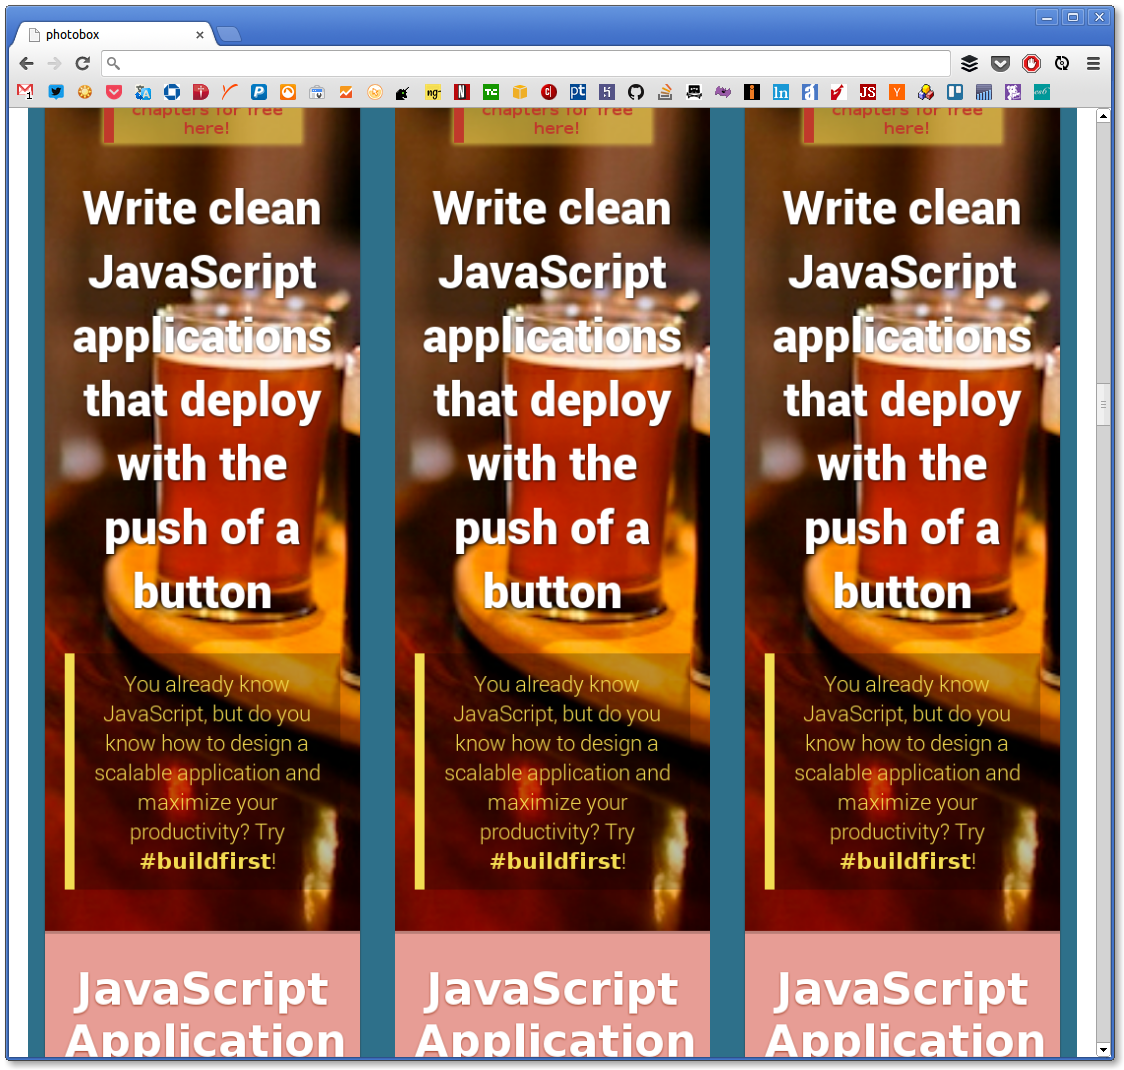 photobox
chapters for free
here!
Write clean
JavaScript
applications
that deploy
with the
push of a
button
You already know
JavaScript, but do you
know how to design a
scalable application and
maximize your
productivity? Try
#buildfirst!
JavaScript
Application
chapters for free
here!
Write clean
JavaScript
applications
that deploy
with the
push of a
button
You already know
JavaScript, but do you
know how to design a
scalable application and
maximize your
productivity? Try
#buildfirst!
JavaScript
Application
chapters for free
here!
Write clean
JavaScript
applications
that deploy
with the
push of a
button
You already know
JavaScript, but do you
know how to design a
scalable application and
maximize your
productivity? Try
#buildfirst!
JavaScript
Application